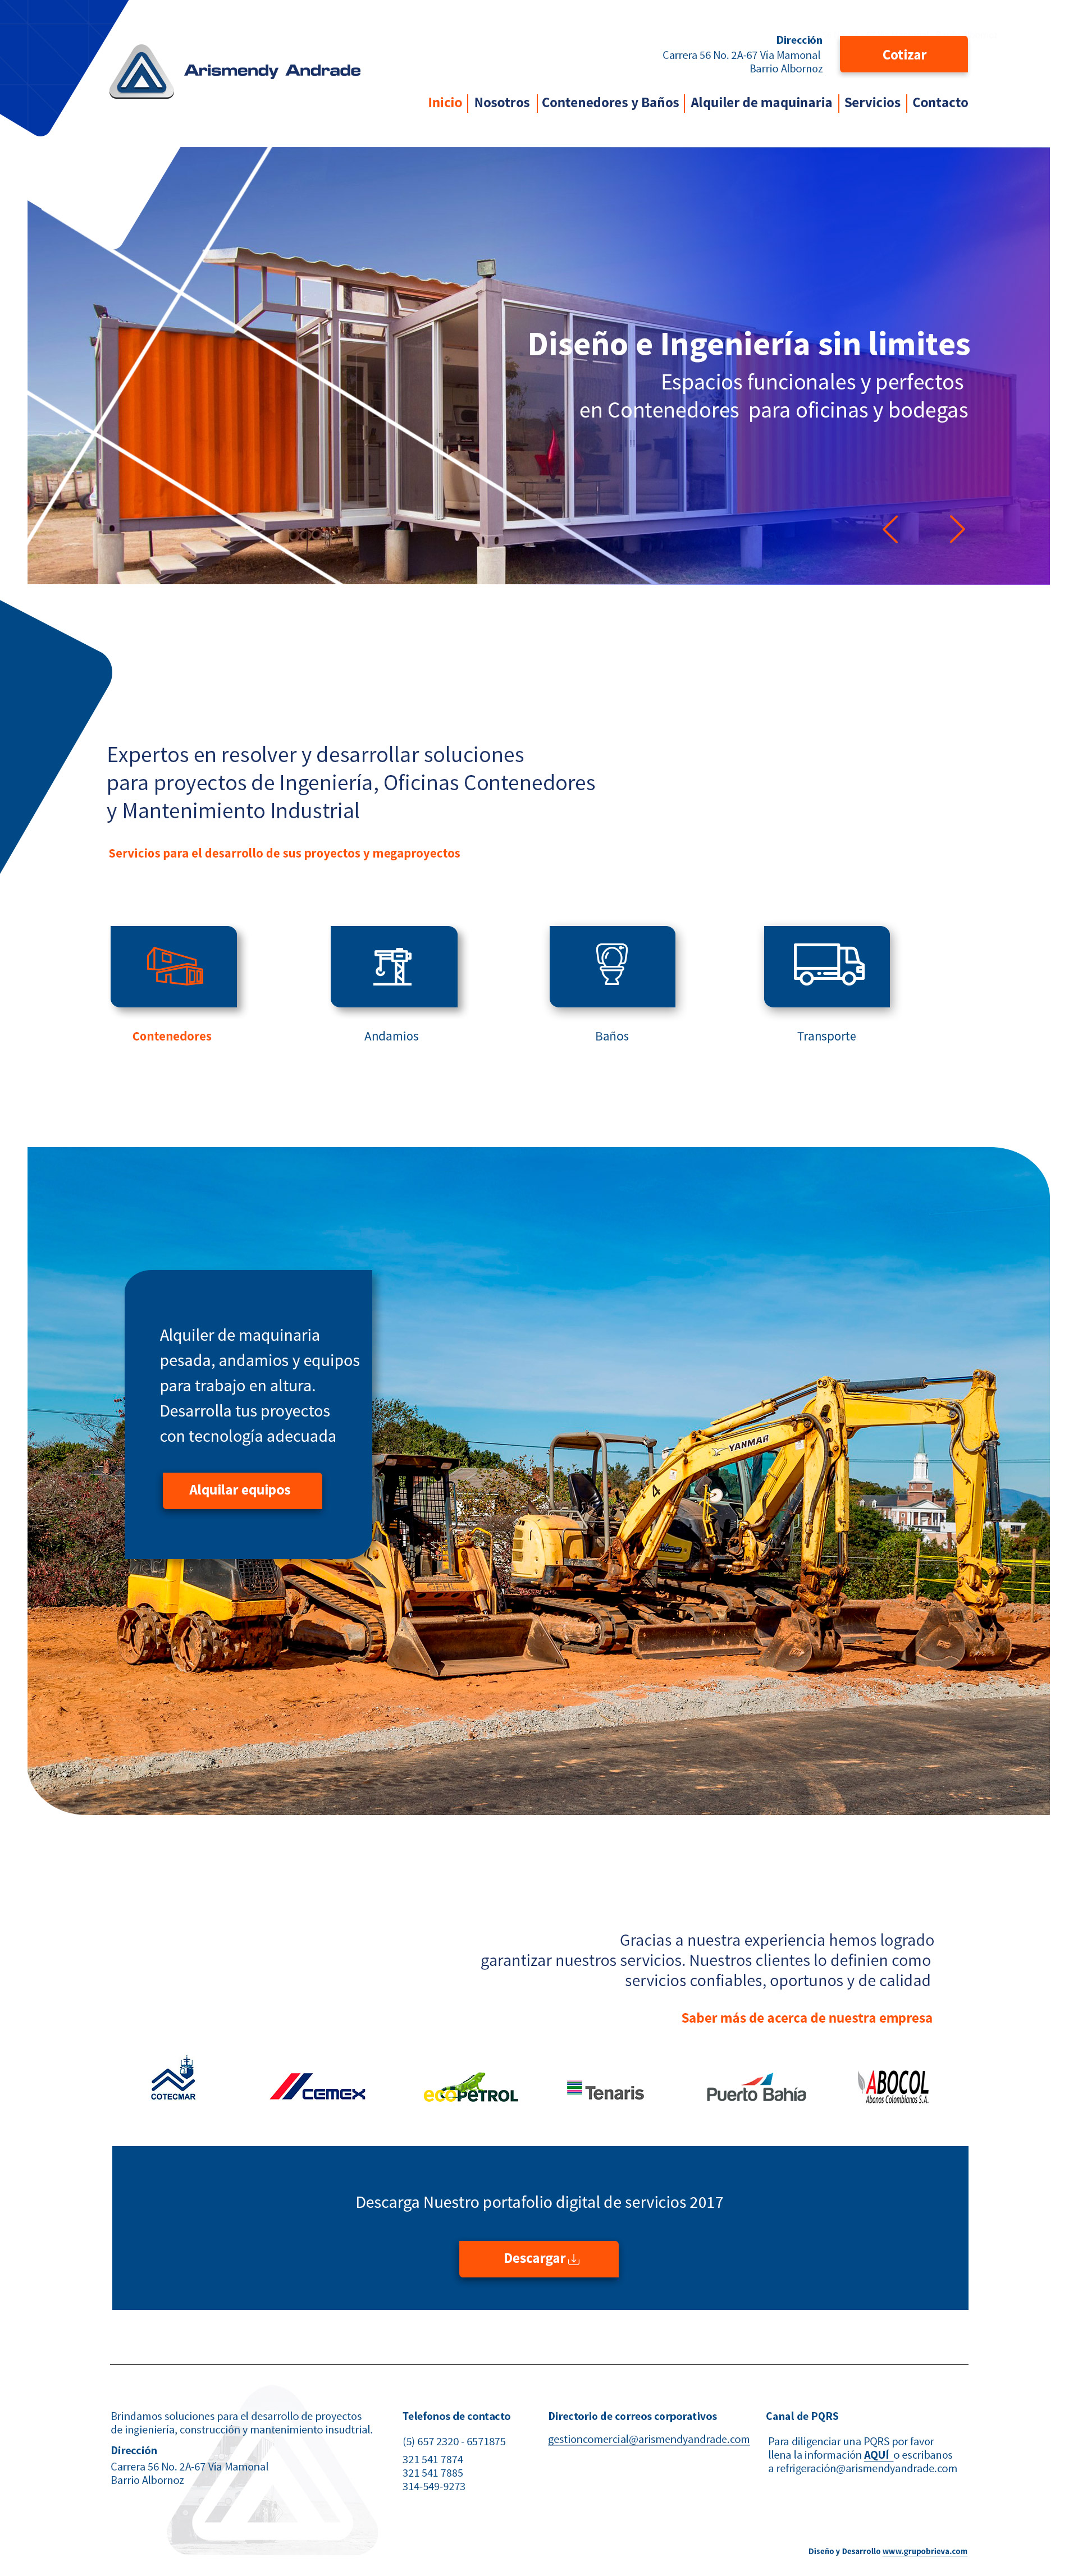 Arismendy Andrade
Dirección
Carrera 56 No. 2A-67 Vía Mamonal
Barrio Albornoz
Cotizar
Inicio
Nosotros
Contenedores y Baños
Alquiler de maquinaria
Servicios
Contacto
Diseño e Ingeniería sin limites
Espacios funcionales y perfectos
en Contenedores para oficinas y bodegas
Expertos en resolver y desarrollar soluciones
para proyectos de Ingeniería, Oficinas Contenedores
y Mantenimiento Industrial
Servicios para el desarrollo de sus proyectos y megaproyectos
Contenedores
Andamios
Baños
Transporte
Alquiler de maquinaria
pesada, andamios y equipos
para trabajo en altura.
Desarrolla tus proyectos
con tecnología adecuada
Alquilar equipos
YANMAR
4
Gracias a nuestra experiencia hemos logrado
garantizar nuestros servicios. Nuestros clientes lo definien como
servicios confiables, oportunos y de calidad
Saber más de acerca de nuestra empresa
COTECMAR
CEMEX
ecoPETROL
Tenaris
Puerto Bahía
ABOCOL
Abonos Colombianos S.A.
Descarga Nuestro portafolio digital de servicios 2017
Descargar
Brindamos soluciones para el desarrollo de proyectos
de ingieniería, construcción y mantenimiento insudtrial.
Dirección
Carrera 56 No. 2A-67 Vía Mamonal
Barrio Albornoz
Telefonos de contacto
(5) 657 2320 - 6571875
321 541 7874
321 541 7885
314-549-9273
Directorio de correos corporativos
gestioncomercial@arismendyandrade.com
Canal de PQRS
Para diligenciar una PQRS por favor
llena la información AQUÍ o escribanos
a refrigeración@arismendyandrade.com
Diseño y Desarrollo www.grupobrieva.com